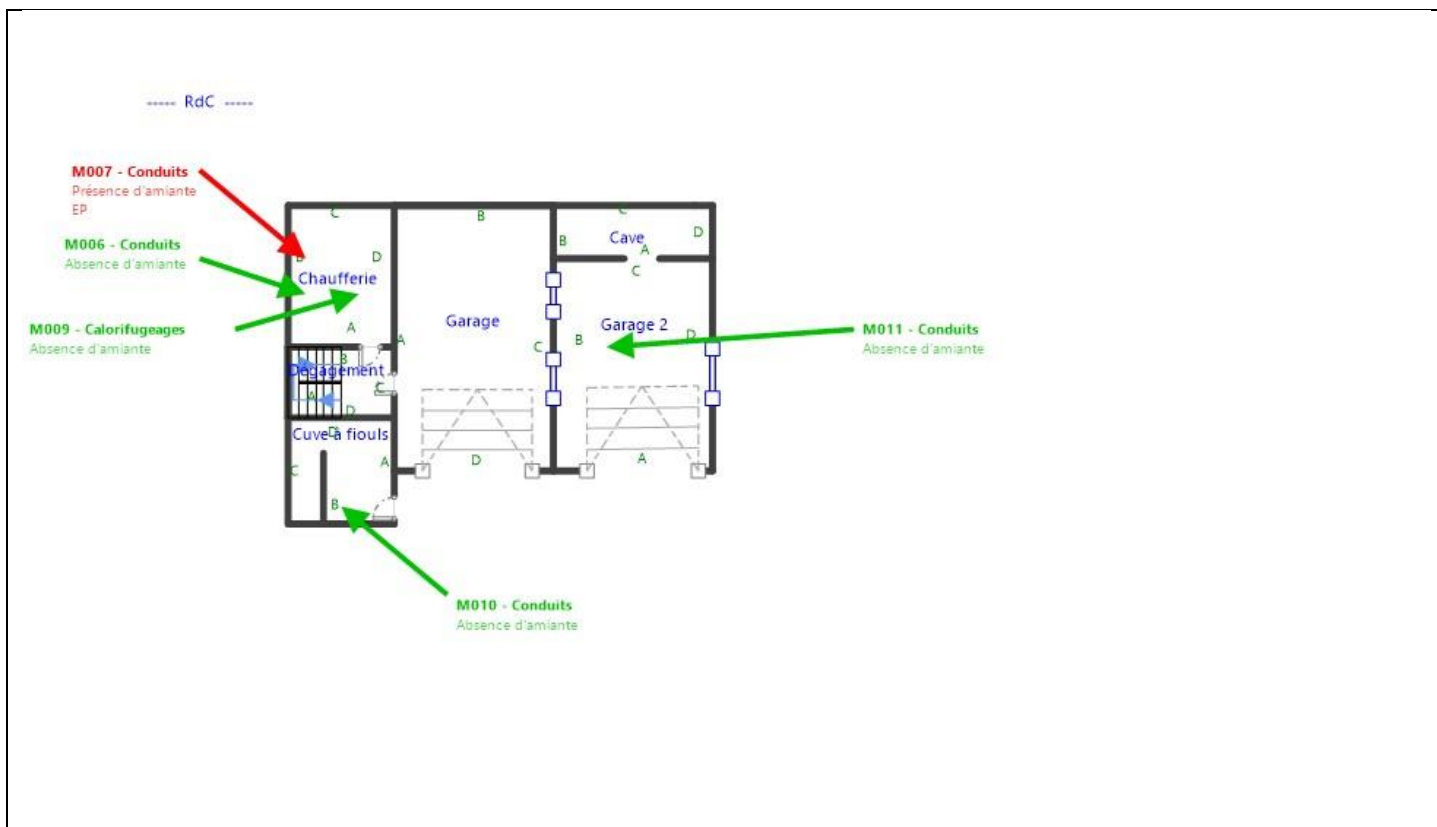 ----- RdC -----
M007 - Conduits
Présence d'amiante
EP
C
B
C
M006 - Conduits
Absence d'amiante
B
D
B
Cave
A
D
C
Chaufferie
M009 - Calorifugeages
Absence d'amiante
A
A
Garage
C
B
Garage 2
D
M011 - Conduits
Absence d'amiante
B
Dégagement
A
C
D
Cuve à fiouls
D
C
A
D
A
B
M010 - Conduits
Absence d'amiante